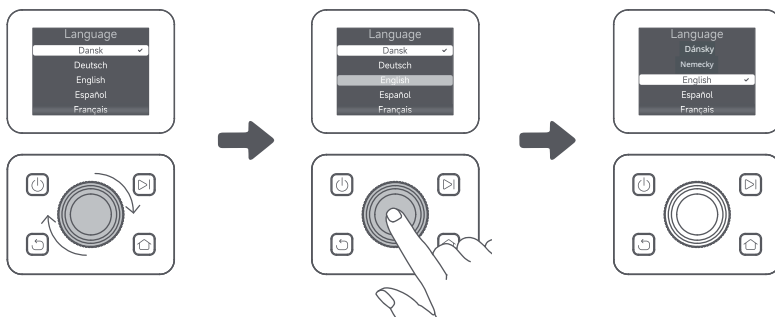 Language
Dansk
Deutsch
English
Español
Français
Language
Dansk
Deutsch
English
Español
Français
Language
Dánsky
Nemecky
English
Español
Français